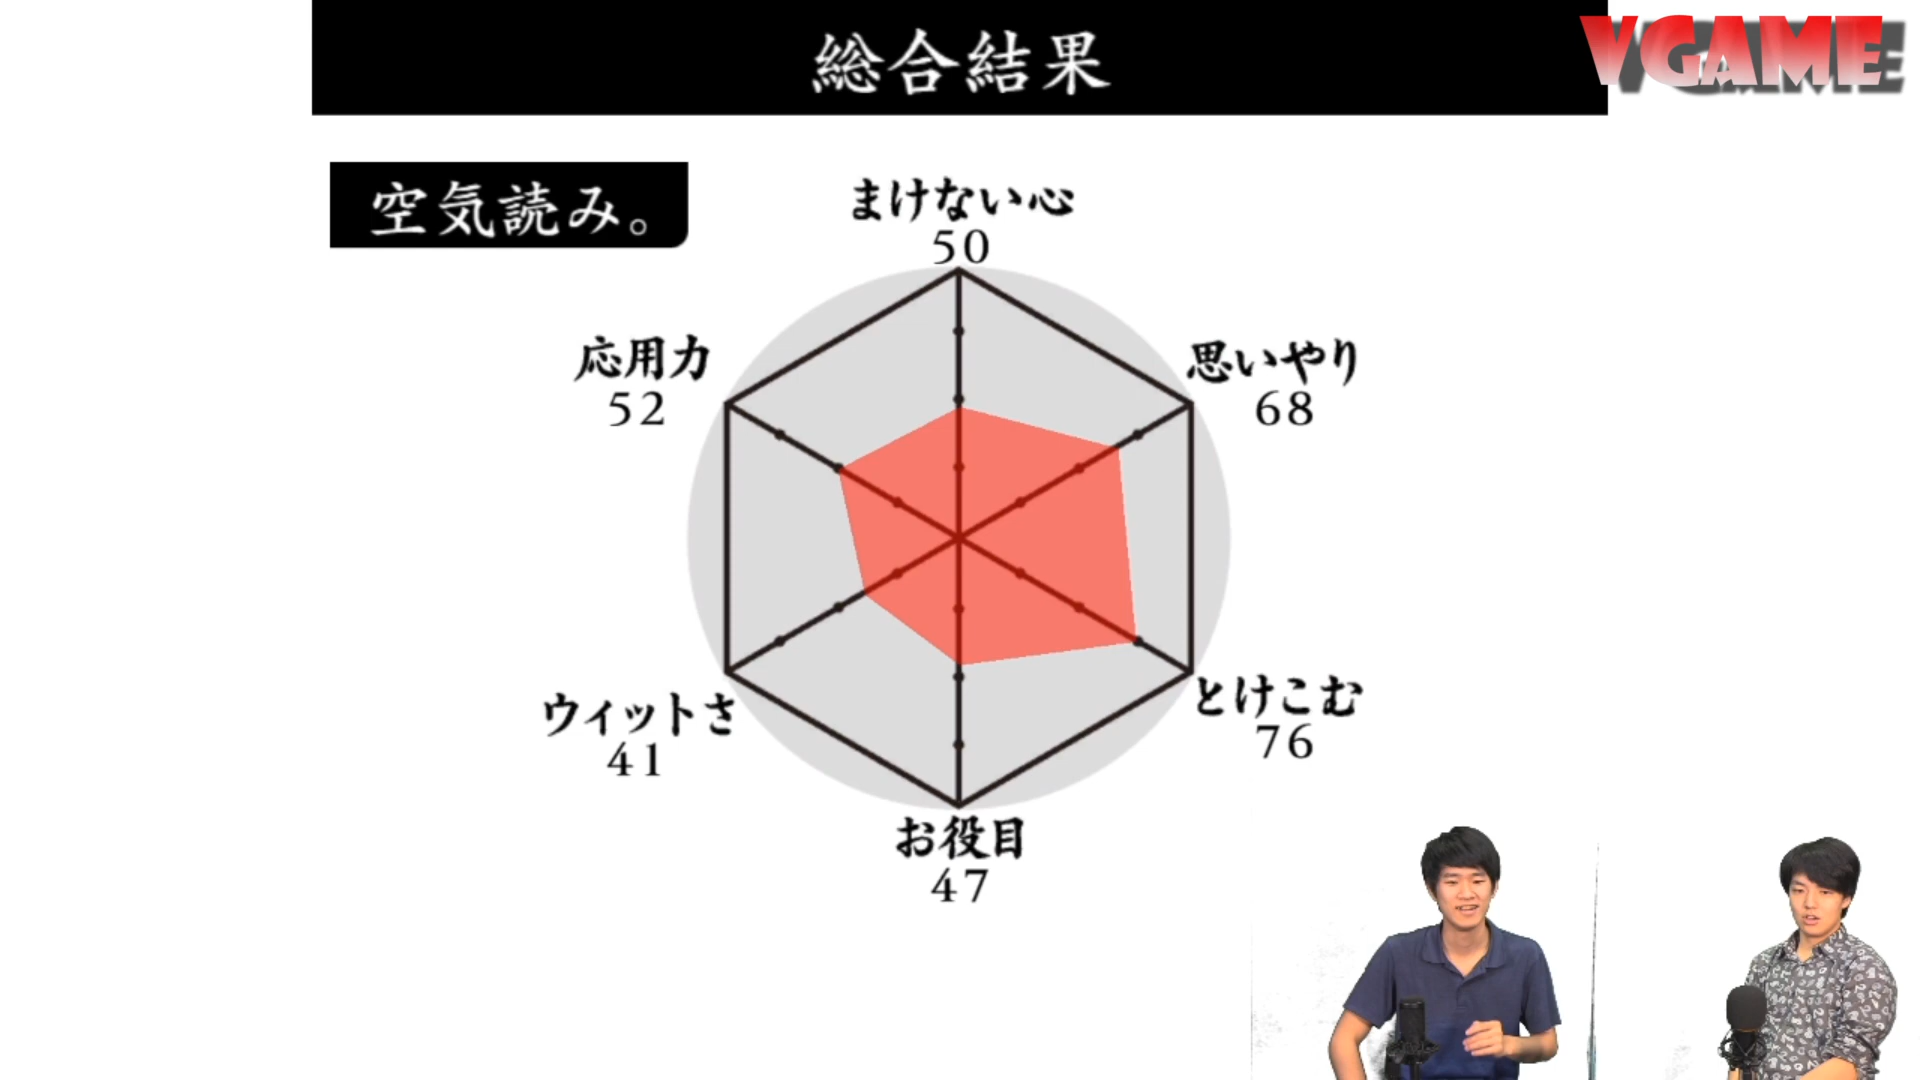 総合結果
VGAME
空気読み。
まけない心
50
応用力
52
思いやり
68
ウィットさ
41
とけこむ
76
お役目
47